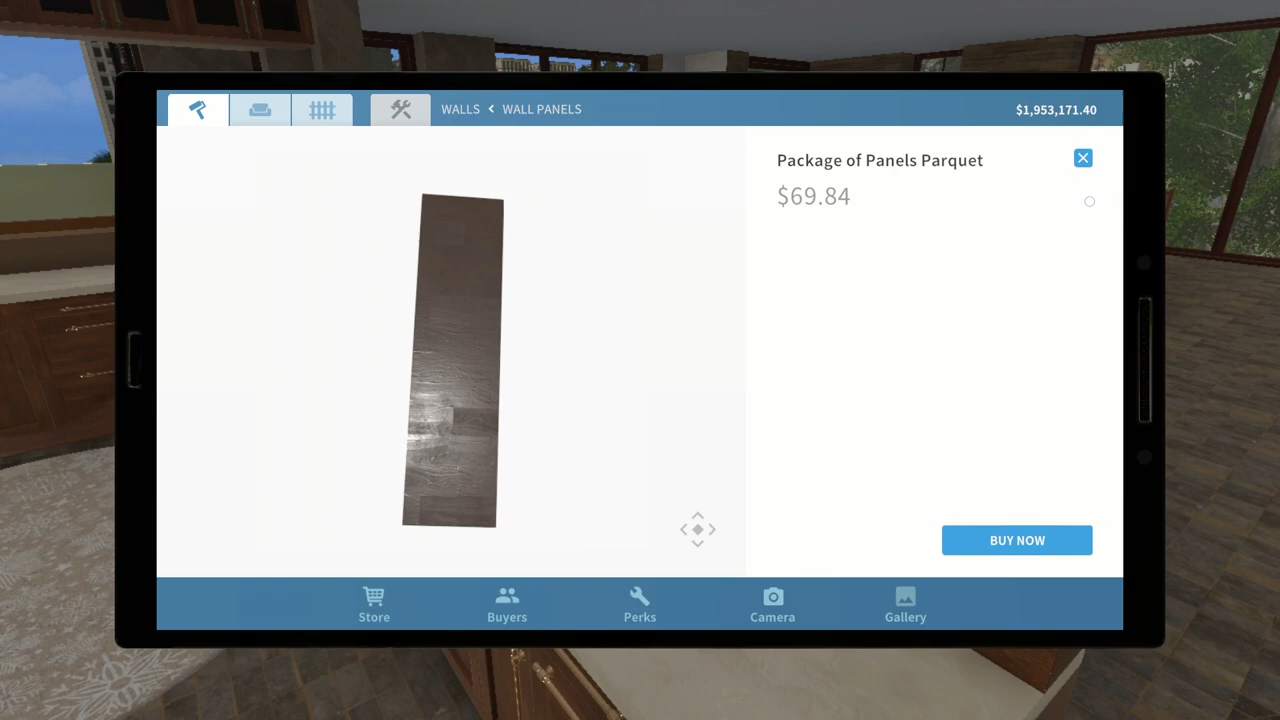 WALLS < WALL PANELS
$1,953,171.40
Package of Panels Parquet
$69.84
BUY NOW
Store
Buyers
Perks
Camera
Gallery